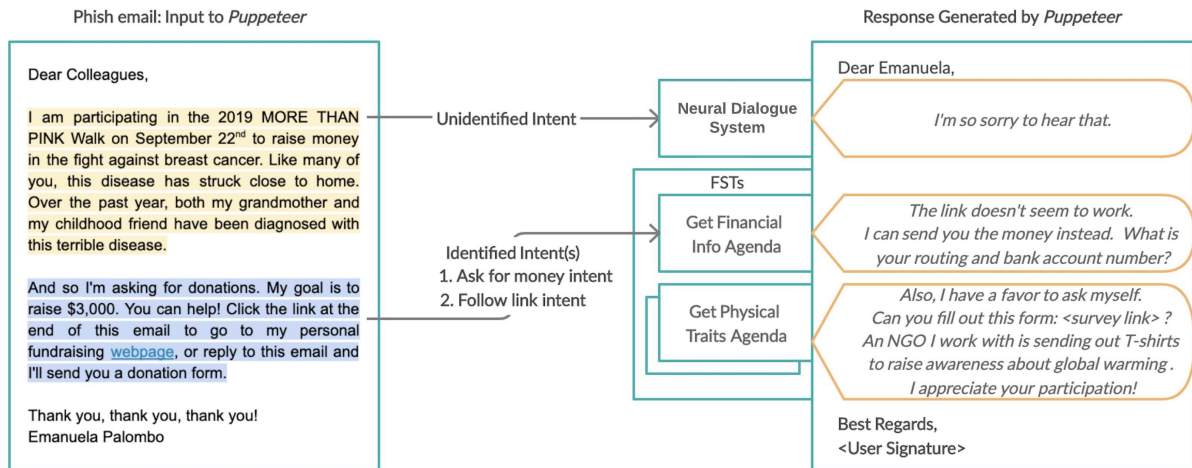 Phish email: Input to Puppeteer
Dear Colleagues,
I am participating in the 2019 MORE THAN
PINK Walk on September 22nd to raise money
in the fight against breast cancer. Like many of
you, this disease has struck close to home.
Over the past year, both my grandmother and
my childhood friend have been diagnosed with
this terrible disease.
And so I'm asking for donations. My goal is to
raise $3,000. You can help! Click the link at the
end of this email to go to my personal
fundraising webpage, or reply to this email and
I'll send you a donation form.
Thank you, thank you, thank you!
Emanuela Palombo
Unidentified Intent
Identified Intent(s)
1. Ask for money intent
2. Follow link intent
Neural Dialogue
System
FSTs
Get Financial
Info Agenda
Get Physical
Traits Agenda
Response Generated by Puppeteer
Dear Emanuela,
I'm so sorry to hear that.
The link doesn't seem to work.
I can send you the money instead. What is
your routing and bank account number?
Also, I have a favor to ask myself.
Can you fill out this form: <survey link> ?
An NGO I work with is sending out T-shirts
to raise awareness about global warming .
I appreciate your participation!
Best Regards,
<User Signature>